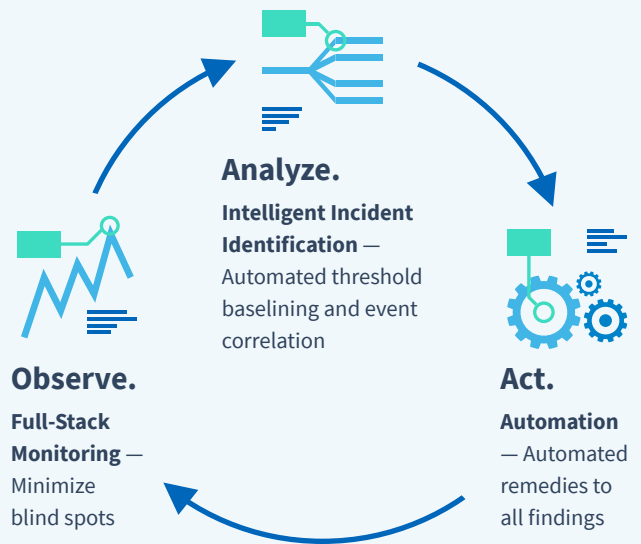 Analyze.
Intelligent Incident
Identification —
Automated threshold
baselining and event
correlation
Observe.
Full-Stack
Monitoring —
Minimize
blind spots
Act.
Automation
— Automated
remedies to
all findings